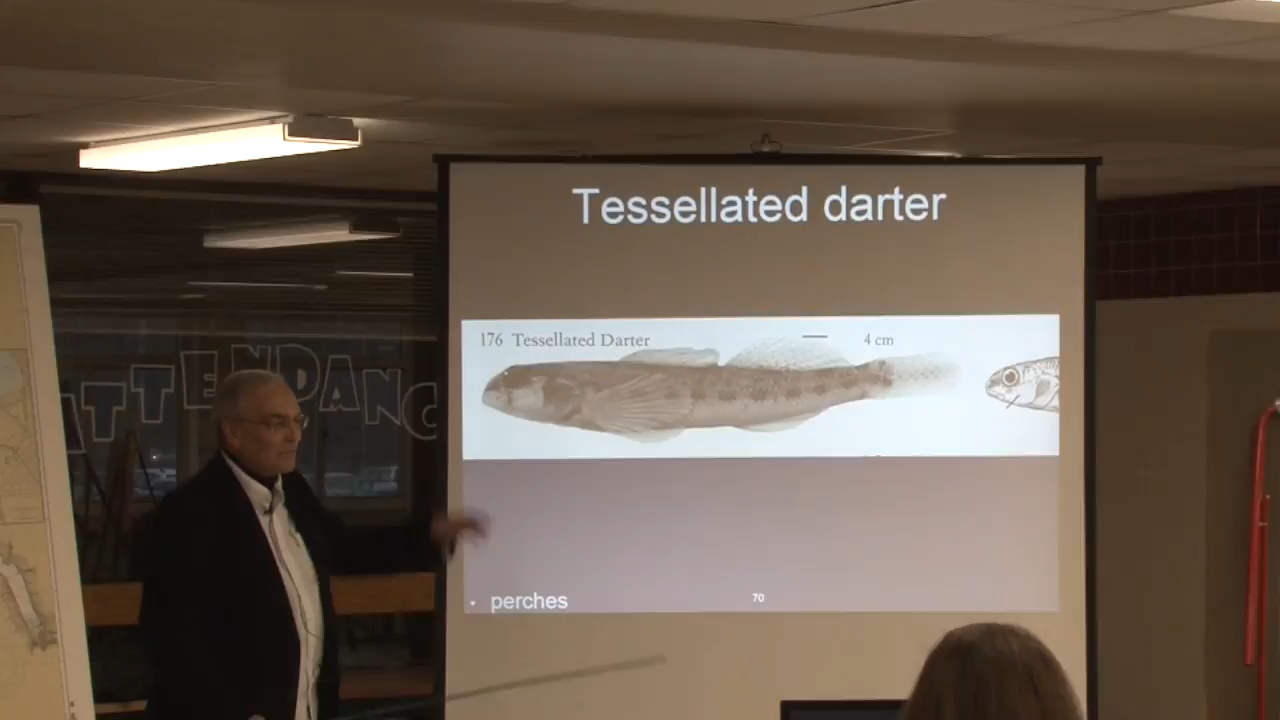 Tessellated darter
176 Tessellated Darter
4 cm
ATTENDANC
• perches
70